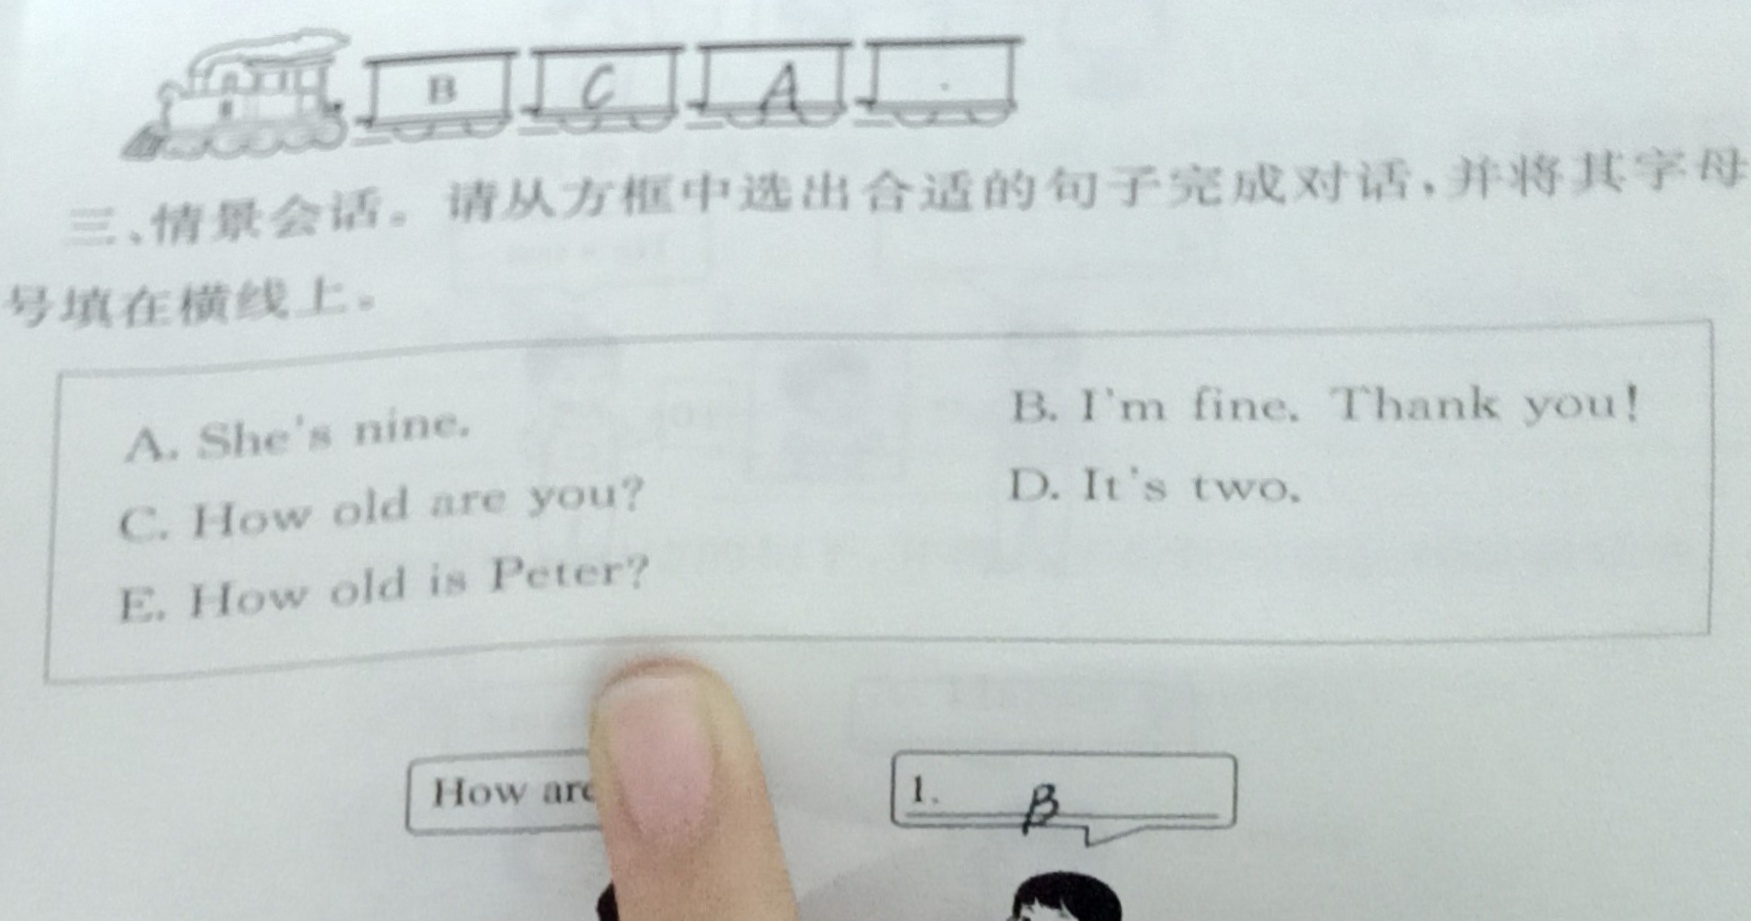 B C A
三、情景会话。请从方框中选出合适的句子完成对话,并将其字母
号填在横线上。
A. She's nine. B. I'm fine. Thank you!
C. How old are you? D. It's two.
E. How old is Peter?
How are 1. B